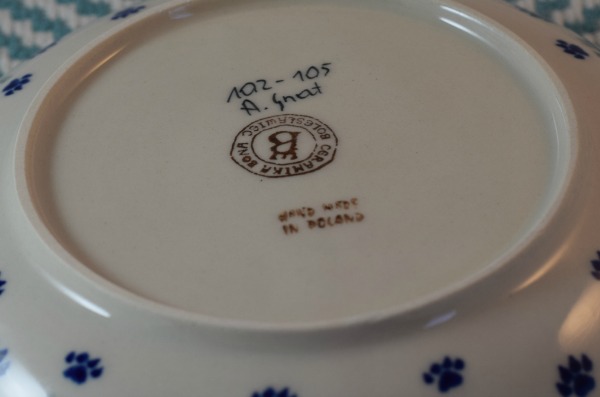 102-105
A. Gnat
CERAMIKA BONA
BOLESŁAWIEC
B
HAND MADE
IN POLAND